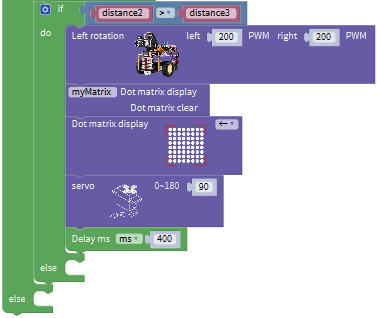 if distance2 > distance3
do Left rotation left 200 PWM right 200 PWM
myMatrix Dot matrix display
Dot matrix clear
Dot matrix display ←
servo 0~180 90
Delay ms ms 400
else
else